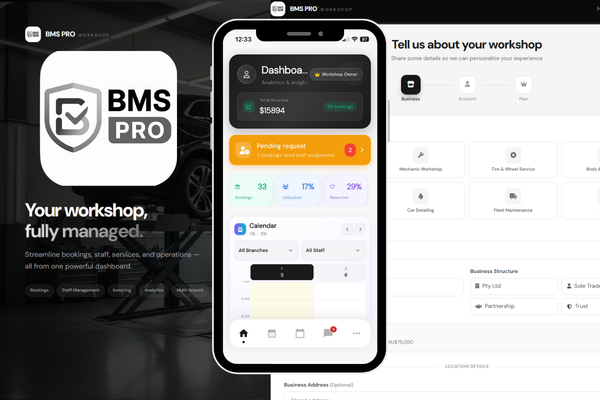 BMS PRO WORKSHOP
BMS
PRO
Your workshop,
fully managed.
Streamline bookings, staff, services, and operations —
all from one powerful dashboard.
Bookings
Staff Management
Invoicing
Analytics
Multi-branch
BMS PRO WORKSHOP
12:33
Dashboa...
Analytics & insigh...
Workshop Owner
Total Revenue
$15894
33 bookings
Pending request
2 bookings need staff assignment
2
33
Bookings
17%
Utilisation
29%
Retention
Calendar
All Branches
All Staff
5
6
Tell us about your workshop
Share some details so we can personalize your experience
Business
Account
Plan
Mechanic Workshop
Tire & Wheel Service
Body &
Car Detailing
Fleet Maintenance
Business Structure
Pty Ltd
Sole Trade
Partnership
Trust
AU$75,000
LOCATION DETAILS
Business Address (Optional)